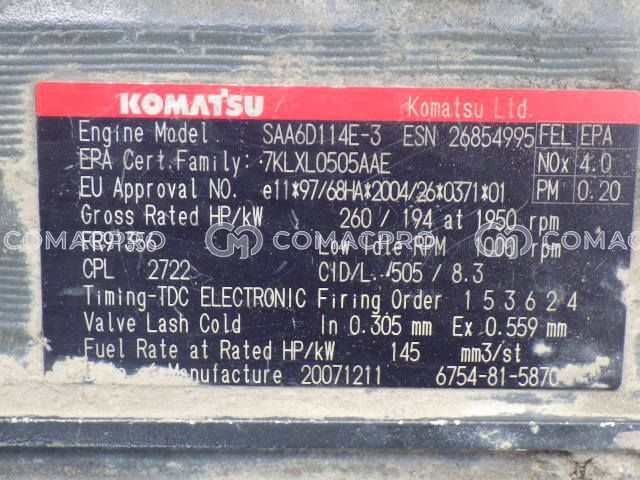 KOMATSU Komatsu Ltd.
Engine Model SAA6D114E-3 ESN 26854995 FEL EPA
EPA Cert.Family: 7KLXL0505AAE NOx 4.0
EU Approval NO. e11*97/68HA*2004/26*0371*01 PM 0.20
Gross Rated HP/kW 260 / 194 at 1950 rpm
FR91356 Low Idle RPM 1000 rpm
COMACPRO COMACPRO COMACPRO
CPL 2722 CID/L. 505 / 8.3
Timing-TDC ELECTRONIC Firing Order 1 5 3 6 2 4
Valve Lash Cold In 0.305 mm Ex 0.559 mm
Fuel Rate at Rated HP/kW 145 mm3/st
Manufacture 20071211 6754-81-5870